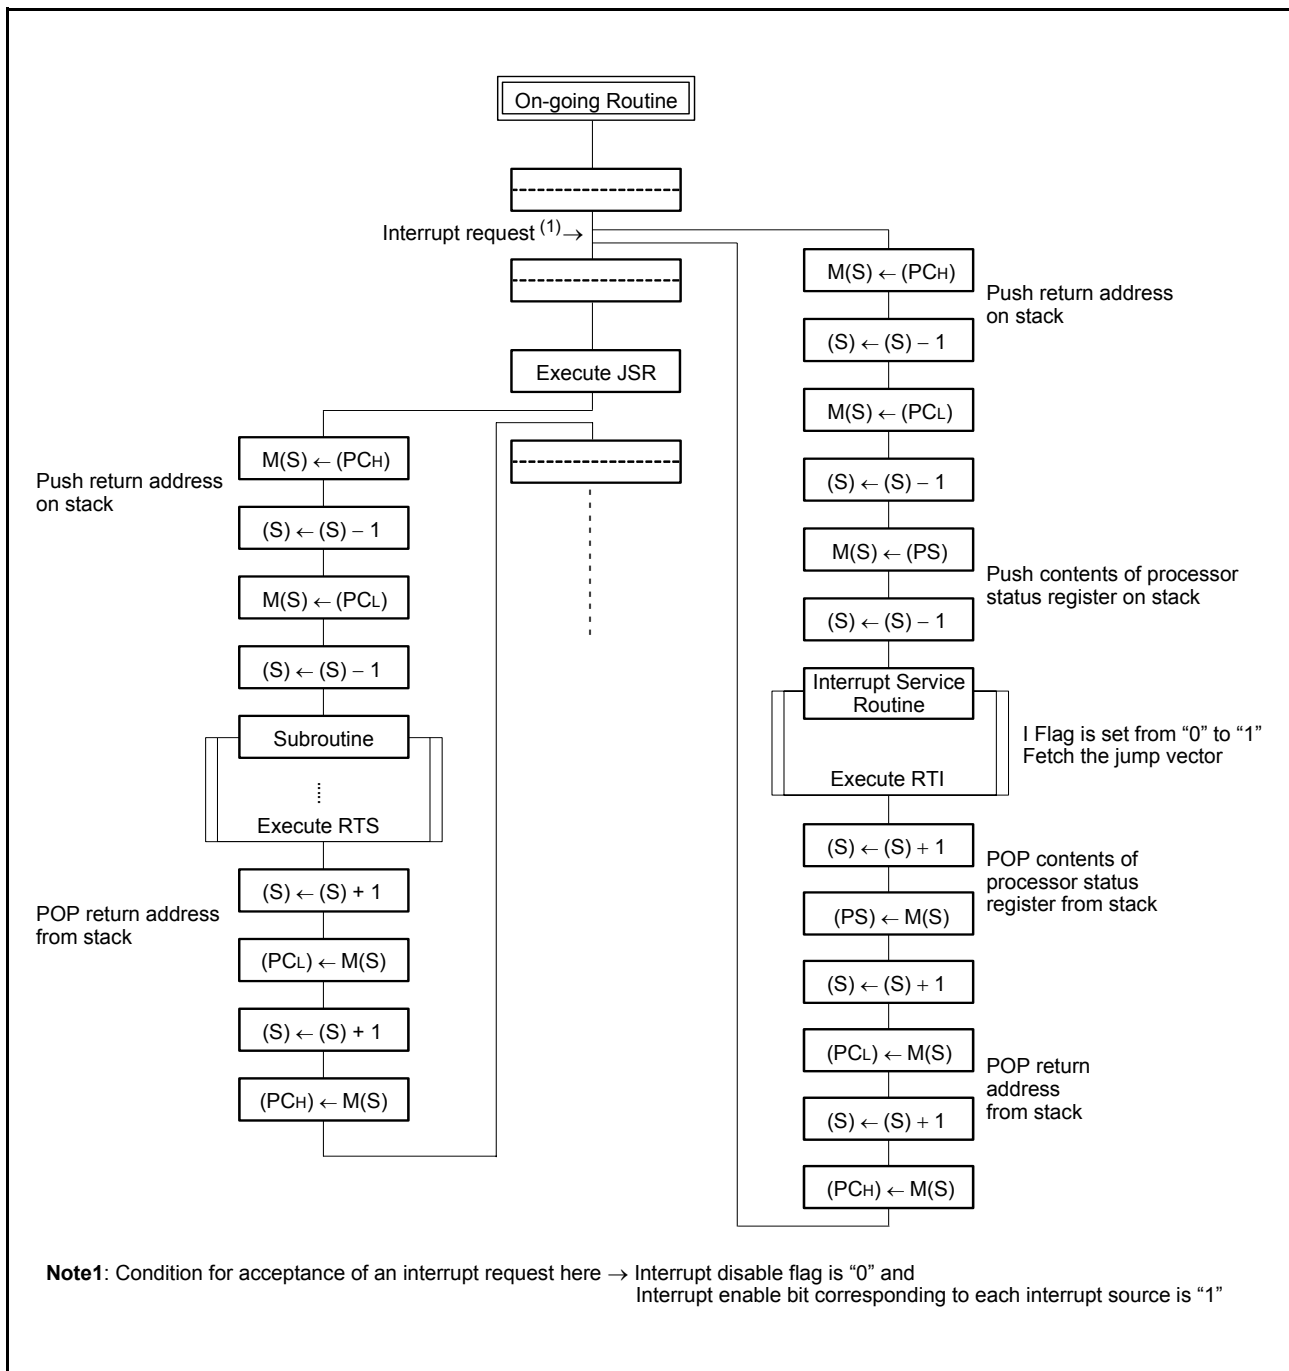 On-going Routine
Interrupt request (1) →
Execute JSR
Push return address
on stack
M(S) ← (PCH)
(S) ← (S) – 1
M(S) ← (PCL)
(S) ← (S) – 1
Subroutine
Execute RTS
POP return address
from stack
(S) ← (S) + 1
(PCL) ← M(S)
(S) ← (S) + 1
(PCH) ← M(S)
M(S) ← (PCH)
Push return address
on stack
(S) ← (S) – 1
M(S) ← (PCL)
(S) ← (S) – 1
M(S) ← (PS)
Push contents of processor
status register on stack
(S) ← (S) – 1
Interrupt Service
Routine
I Flag is set from “0” to “1”
Fetch the jump vector
Execute RTI
(S) ← (S) + 1
POP contents of
processor status
register from stack
(PS) ← M(S)
(S) ← (S) + 1
(PCL) ← M(S)
POP return
address
from stack
(S) ← (S) + 1
(PCH) ← M(S)
Note1: Condition for acceptance of an interrupt request here → Interrupt disable flag is “0” and
Interrupt enable bit corresponding to each interrupt source is “1”